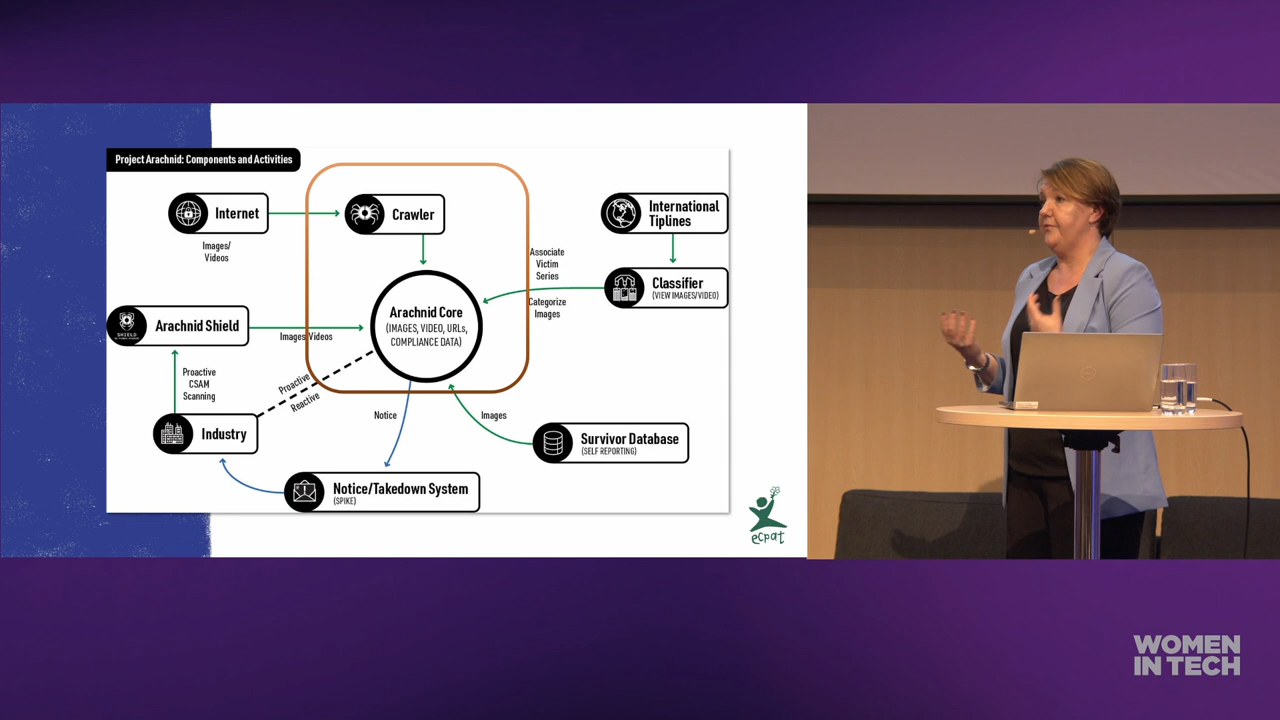 Project Arachnid: Components and Activities
Internet
Images/
Videos
Crawler
International
Tiplines
Associate
Victim
Series
Classifier
(VIEW IMAGES/VIDEO)
Categorize
Images
Arachnid Core
(IMAGES, VIDEO, URLs,
COMPLIANCE DATA)
Arachnid Shield
SHIELD
Images/Videos
Proactive
CSAM
Scanning
Proactive
Reactive
Industry
Notice
Images
Survivor Database
(SELF REPORTING)
Notice/Takedown System
(SPIKE)
ecpat
WOMEN
IN TECH